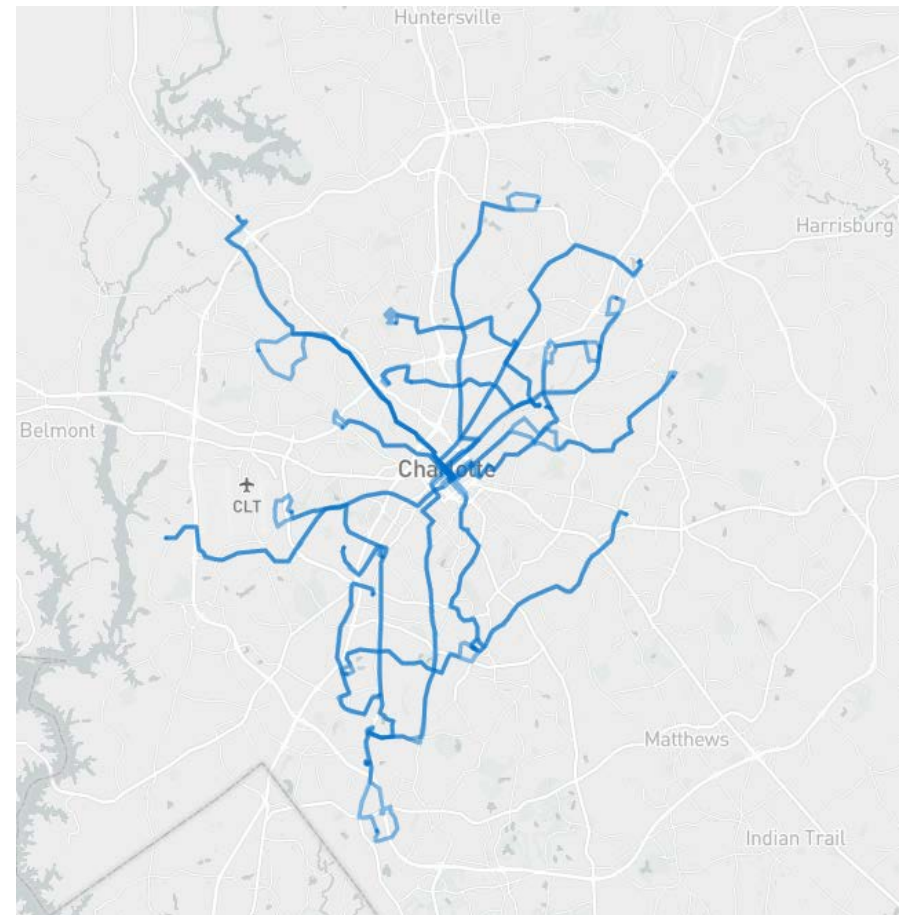 Huntersville
Harrisburg
Belmont
Charlotte
CLT
Matthews
Indian Trail